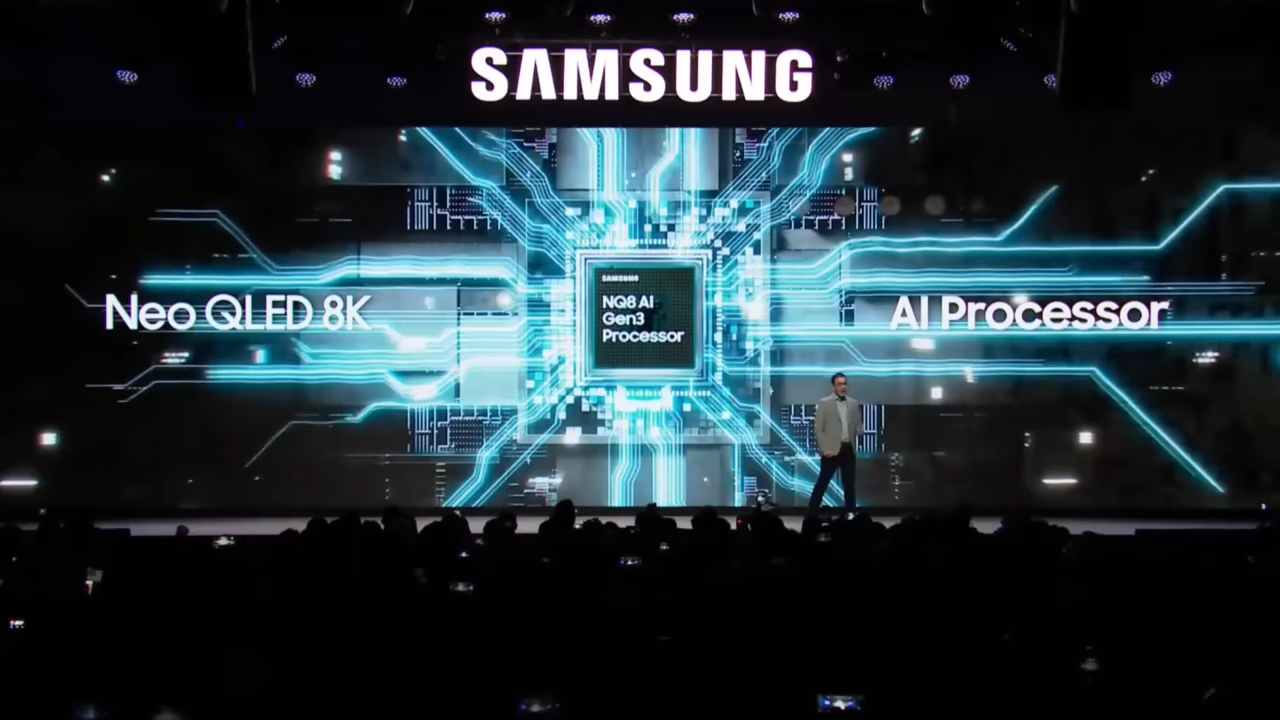 SAMSUNG
SAMSUNG
NQ8 AI
Gen3
Processor
Neo QLED 8K
AI Processor